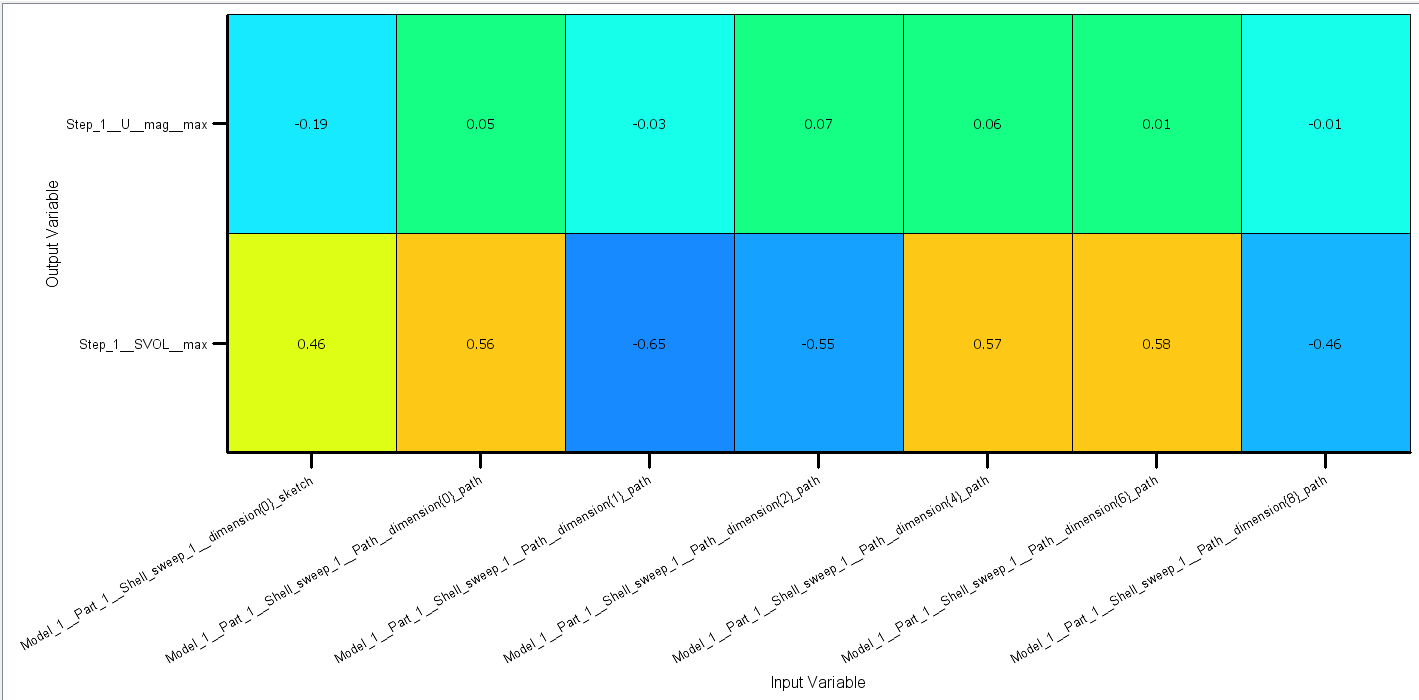 Step_1__U__mag__max
-0.19
0.05
-0.03
0.07
0.06
0.01
-0.01
Output Variable
Step_1__SVOL__max
0.46
0.56
-0.65
-0.55
0.57
0.58
-0.46
Model_1__Part_1__Shell_sweep_1__dimension{0}_sketch
Model_1__Part_1__Shell_sweep_1__Path__dimension{0}_path
Model_1__Part_1__Shell_sweep_1__Path__dimension{1}_path
Model_1__Part_1__Shell_sweep_1__Path__dimension{2}_path
Model_1__Part_1__Shell_sweep_1__Path__dimension{4}_path
Model_1__Part_1__Shell_sweep_1__Path__dimension{6}_path
Model_1__Part_1__Shell_sweep_1__Path__dimension{8}_path
Input Variable